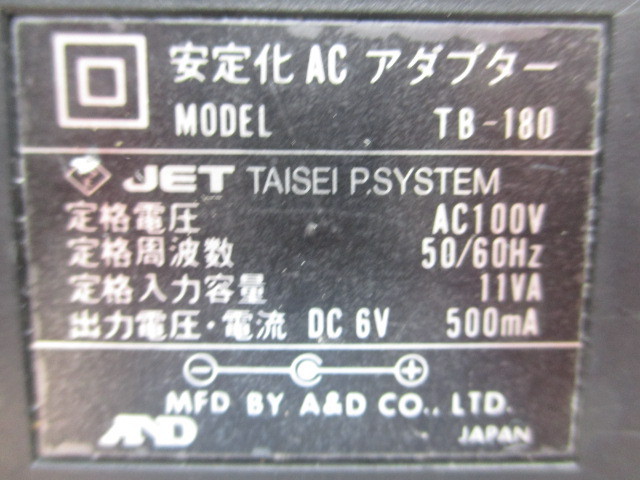 安定化 AC アダプター
MODEL TB-180
JET TAISEI P.SYSTEM
定格電圧 AC100V
定格周波数 50/60Hz
定格入力容量 11VA
出力電圧・電流 DC 6V 500mA
MFD BY. A&D CO., LTD.
AND JAPAN